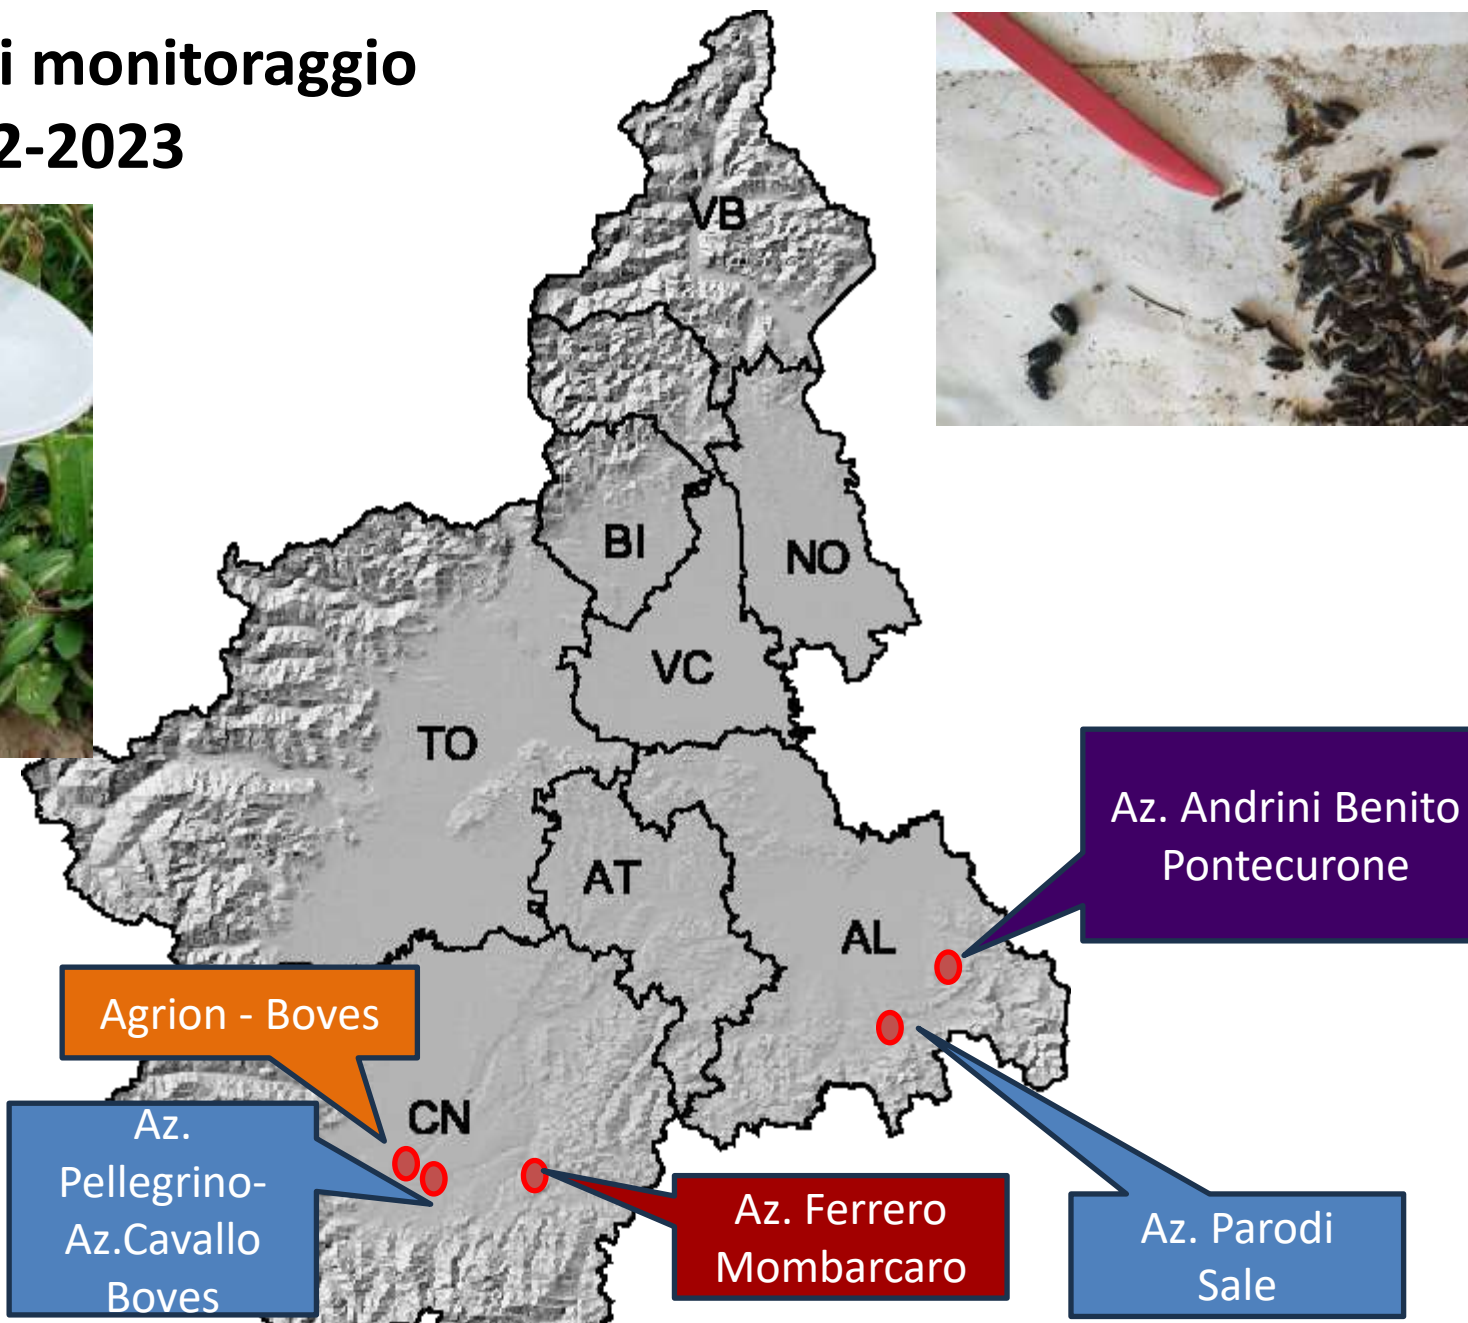 i monitoraggio
2-2023
VB
BI
NO
VC
TO
AT
AL
CN
Az. Andrini Benito
Pontecurone
Agrion - Boves
Az.
Pellegrino-
Az.Cavallo
Boves
Az. Ferrero
Mombarcaro
Az. Parodi
Sale